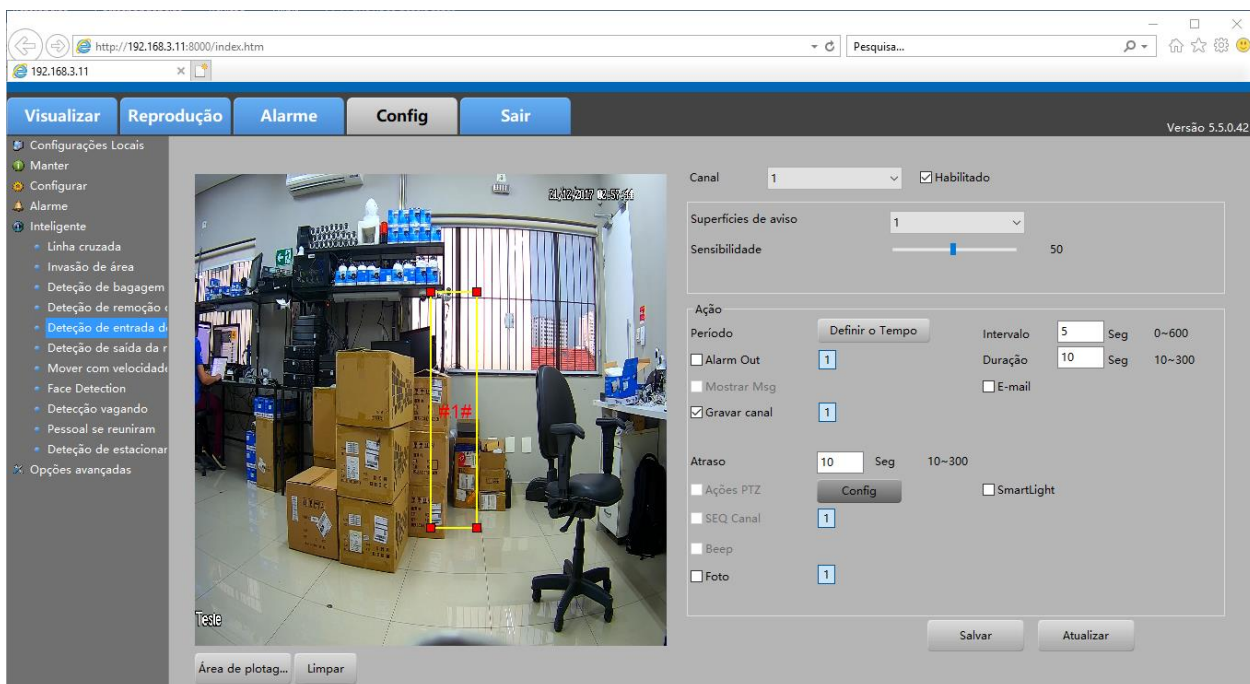 http://192.168.3.11:8000/index.htm
Pesquisa...
192.168.3.11
Visualizar Reprodução Alarme Config Sair
Versão 5.5.0.42
Configurações Locais
Manter
Configurar
Alarme
Inteligente
Linha cruzada
Invasão de área
Deteção de bagagem
Deteção de remoção
Deteção de entrada d
Deteção de saída da r
Mover com velocidade
Face Detection
Detecção vagando
Pessoal se reuniram
Deteção de estacionar
Opções avançadas
#1#
Teste
Área de plotag... Limpar
Canal 1 Habilitado
Superfícies de aviso 1
Sensibilidade 50
Ação
Período Definir o Tempo Intervalo 5 Seg 0~600
Alarm Out 1 Duração 10 Seg 10~300
Mostrar Msg E-mail
Gravar canal 1
Atraso 10 Seg 10~300
Ações PTZ Config SmartLight
SEQ Canal 1
Beep
Foto 1
Salvar Atualizar